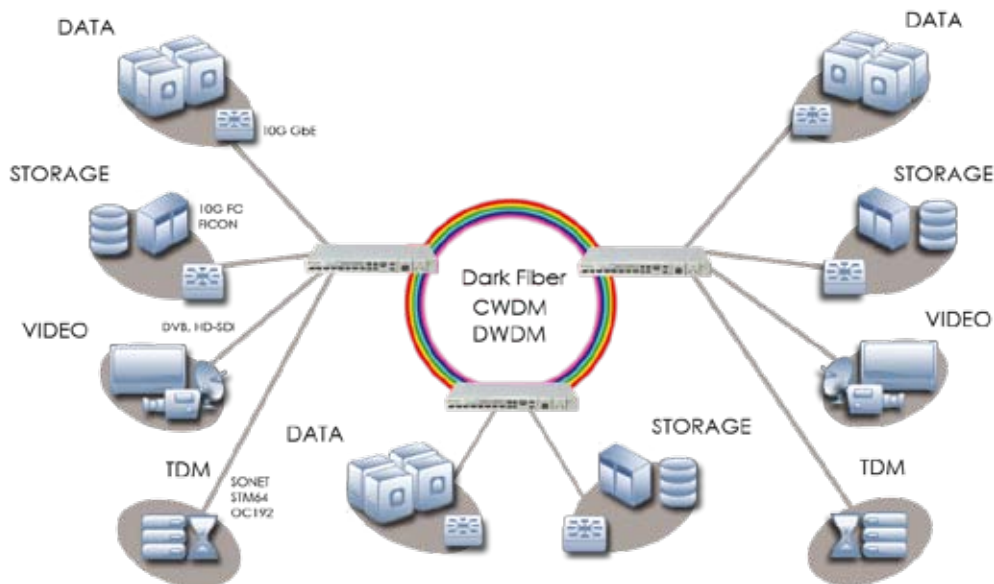 DATA
DATA
10G GbE
STORAGE
STORAGE
10G FC
FICON
Dark Fiber
CWDM
DWDM
VIDEO
DVB, HD-SDI
VIDEO
DATA
STORAGE
TDM
TDM
SONET
STM64
OC192